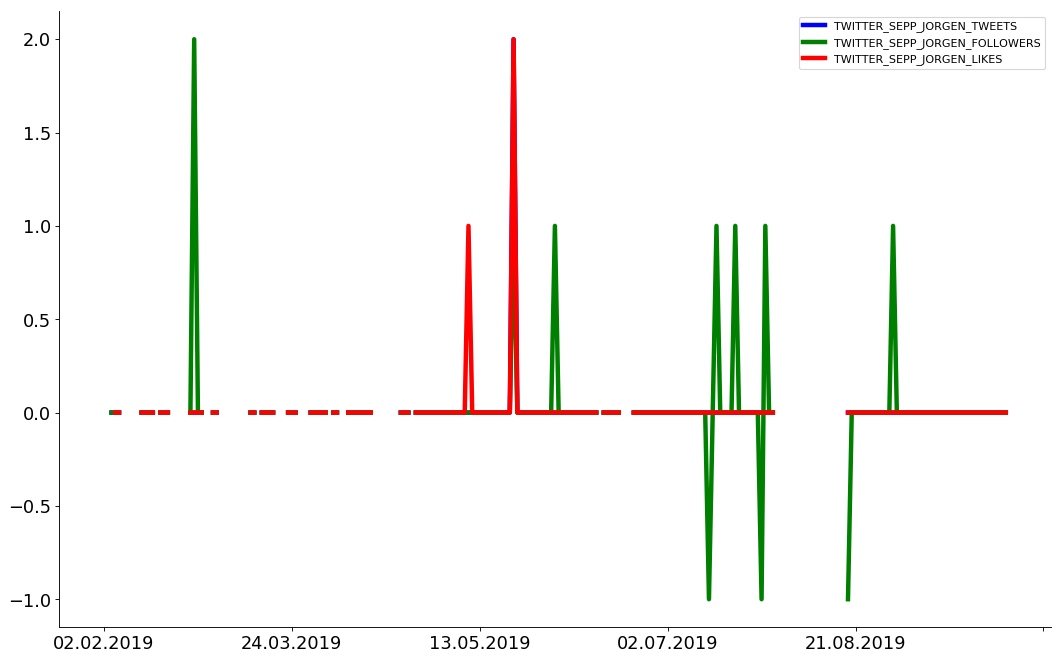 TWITTER_SEPP_JORGEN_TWEETS
TWITTER_SEPP_JORGEN_FOLLOWERS
TWITTER_SEPP_JORGEN_LIKES
2.0
1.5
1.0
0.5
0.0
−0.5
−1.0
02.02.2019 24.03.2019 13.05.2019 02.07.2019 21.08.2019